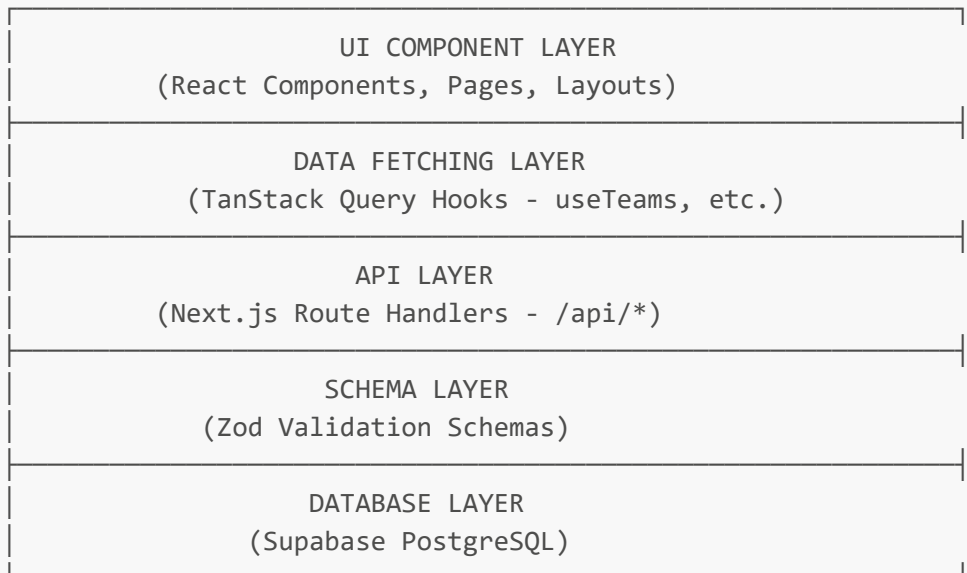 UI COMPONENT LAYER
(React Components, Pages, Layouts)
DATA FETCHING LAYER
(TanStack Query Hooks - useTeams, etc.)
API LAYER
(Next.js Route Handlers - /api/*)
SCHEMA LAYER
(Zod Validation Schemas)
DATABASE LAYER
(Supabase PostgreSQL)